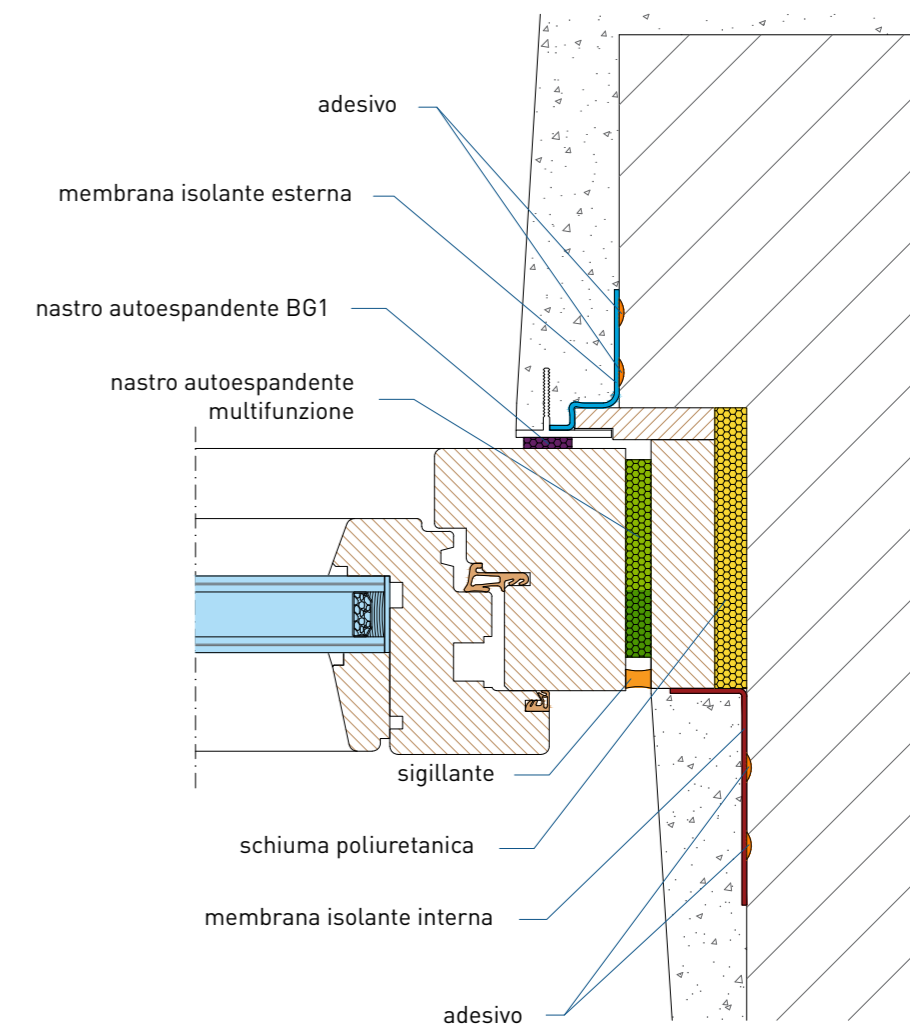 adesivo
membrana isolante esterna
nastro autoespandente BG1
nastro autoespandente
multifunzione
sigillante
schiuma poliuretanica
membrana isolante interna
adesivo